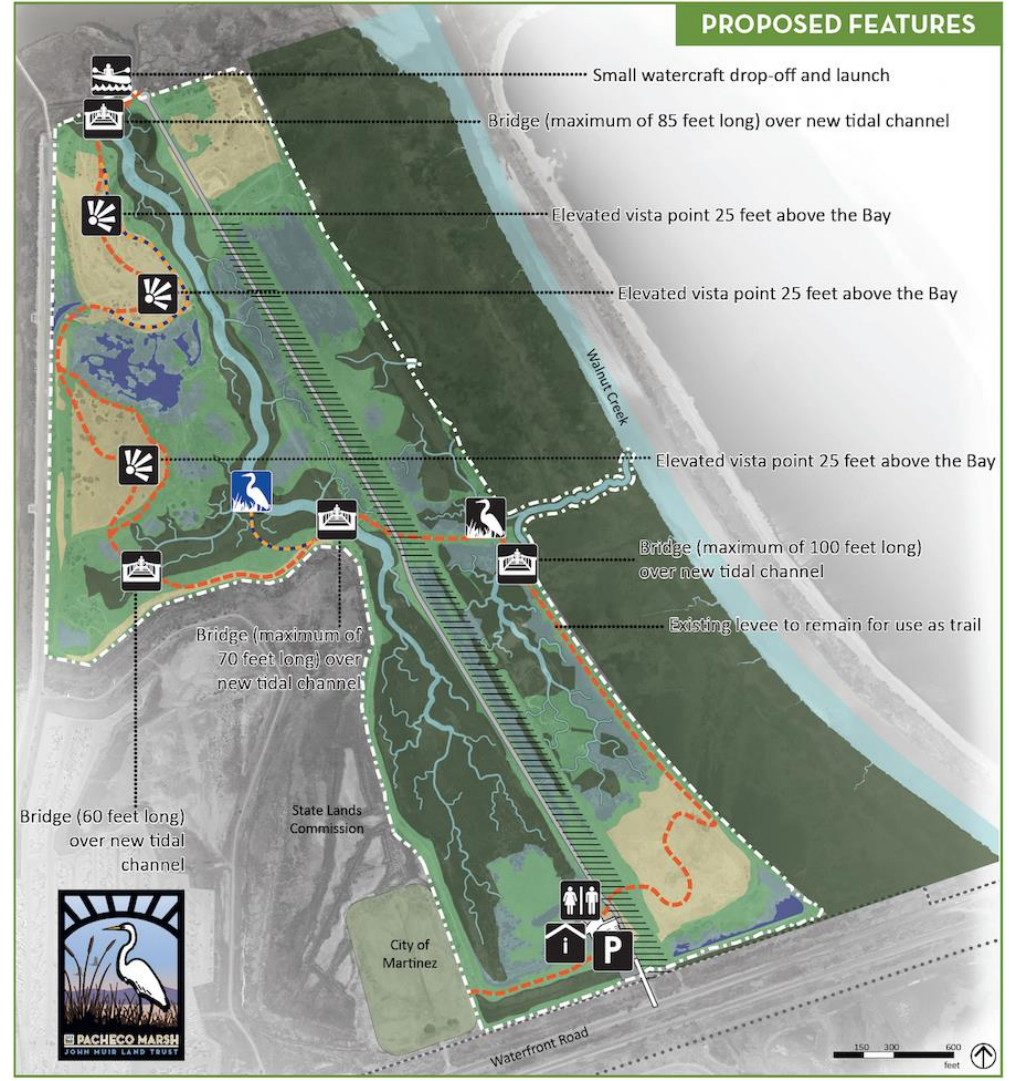 PROPOSED FEATURES
Small watercraft drop-off and launch
Bridge (maximum of 85 feet long) over new tidal channel
Elevated vista point 25 feet above the Bay
Elevated vista point 25 feet above the Bay
Walnut Creek
Elevated vista point 25 feet above the Bay
Bridge (maximum of 100 feet long)
over new tidal channel
Existing levee to remain for use as trail
Bridge (maximum of
70 feet long) over
new tidal channel
Bridge (60 feet long)
over new tidal
channel
State Lands
Commission
City of
Martinez
i
P
PACHECO MARSH
JOHN MUIR LAND TRUST
Waterfront Road
150 300 600
feet